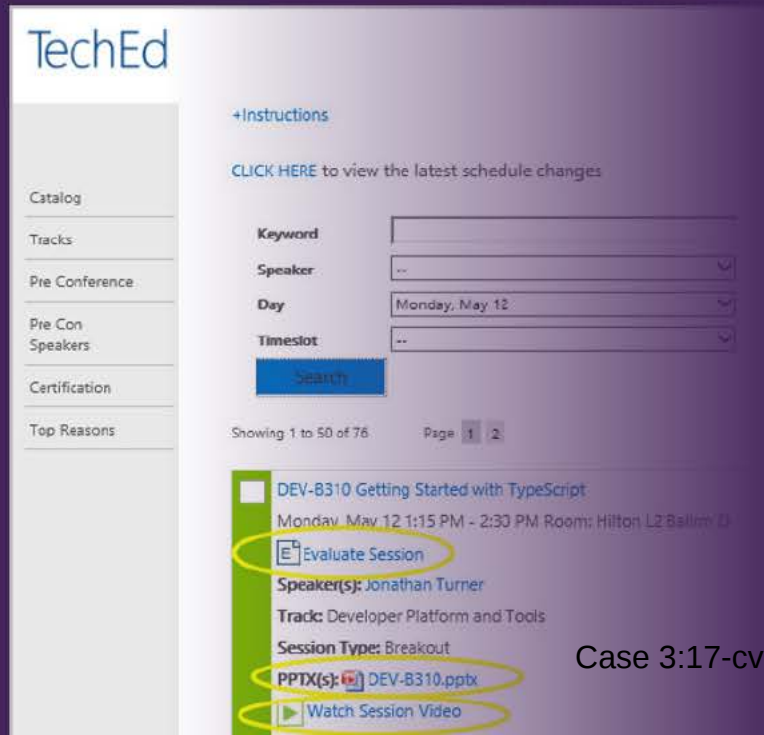 TechEd
+Instructions
CLICK HERE to view the latest schedule changes
Catalog
Tracks
Pre Conference
Pre Con
Speakers
Certification
Top Reasons
Keyword
Speaker --
Day Monday, May 12
Timeslot --
Search
Showing 1 to 50 of 76 Page 1 2
DEV-B310 Getting Started with TypeScript
Monday, May 12 1:15 PM - 2:30 PM Room: Hilton L2 Ballrm
E Evaluate Session
Speaker(s): Jonathan Turner
Track: Developer Platform and Tools
Session Type: Breakout
PPTX(s): DEV-B310.pptx
Watch Session Video
Case 3:17-cv